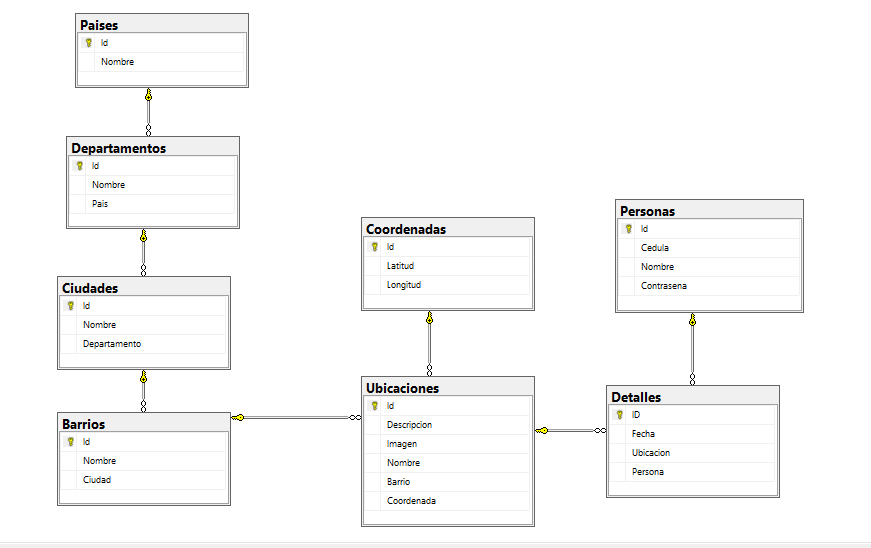 Paises
Id
Nombre
Departamentos
Id
Nombre
Pais
Ciudades
Id
Nombre
Departamento
Barrios
Id
Nombre
Ciudad
Coordenadas
Id
Latitud
Longitud
Ubicaciones
Id
Descripcion
Imagen
Nombre
Barrio
Coordenada
Personas
Id
Cedula
Nombre
Contrasena
Detalles
ID
Fecha
Ubicacion
Persona